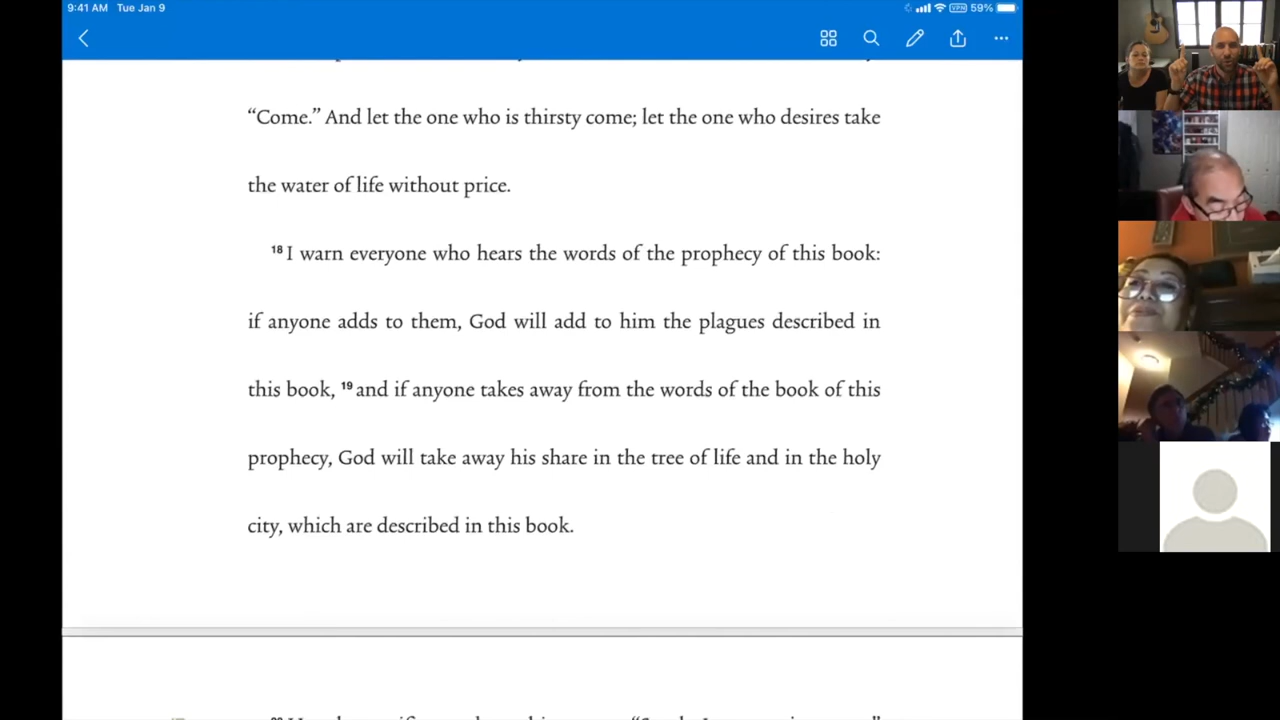 9:41 AM Tue Jan 9
VPN 59%
“Come.” And let the one who is thirsty come; let the one who desires take
the water of life without price.
18 I warn everyone who hears the words of the prophecy of this book:
if anyone adds to them, God will add to him the plagues described in
this book, 19 and if anyone takes away from the words of the book of this
prophecy, God will take away his share in the tree of life and in the holy
city, which are described in this book.